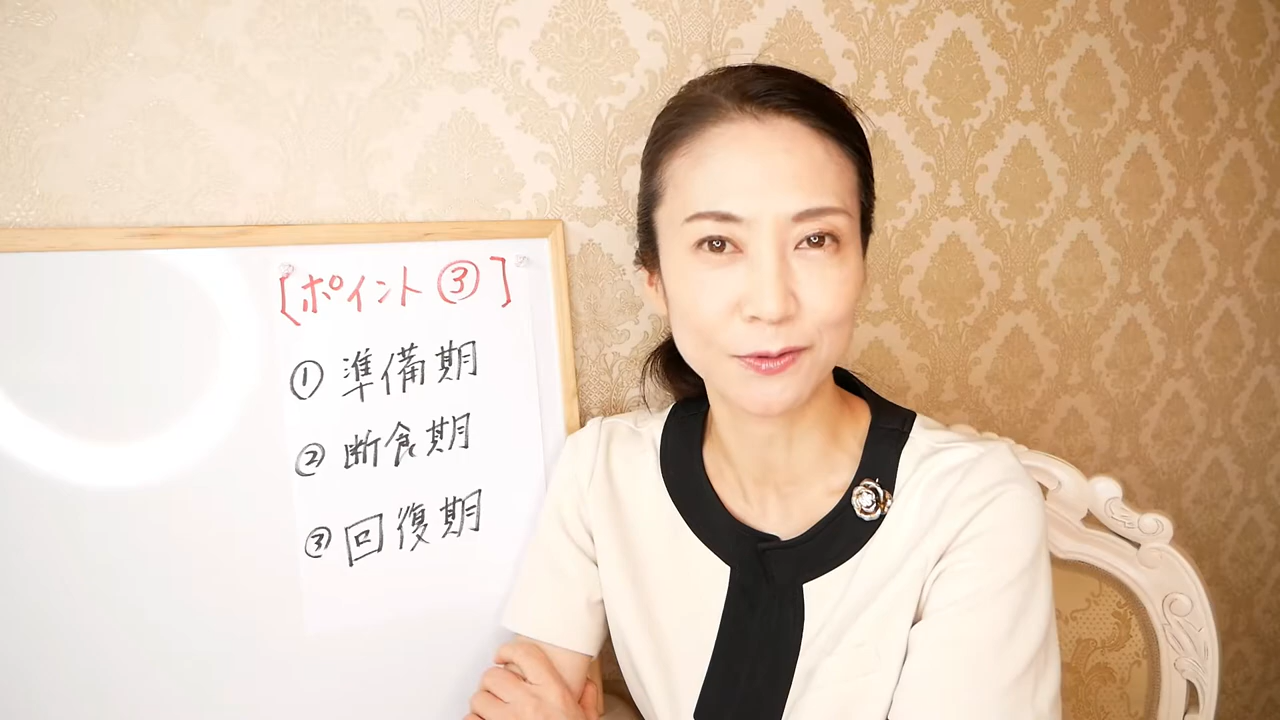 [ポイント③]
① 準備期
② 断食期
③ 回復期